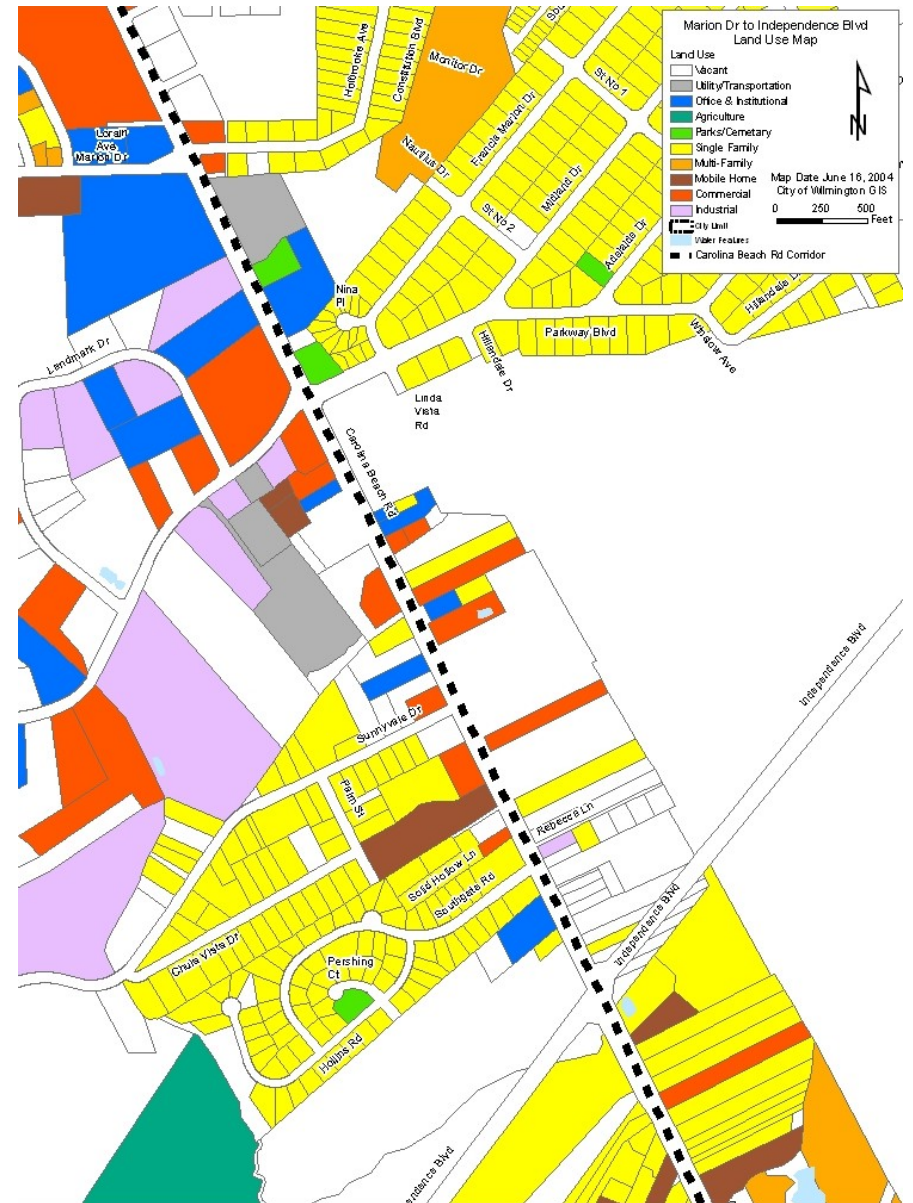 Marion Dr to Independence Blvd
Land Use Map
Land Use
Vacant
Utility/Transportation
Office & Institutional
Agriculture
Parks/Cemetary
Single Family
Multi-Family
Mobile Home
Commercial
Industrial
City Limit
Water Features
Carolina Beach Rd Corridor
N
Map Date June 16, 2004
City of Wilmington GIS
0 250 500
Feet
Holbrooke Ave
Constitution Blvd
Monitor Dr
St No 1
Lorain
Ave
Marion Dr
Nautilus Dr
Francis Marion Dr
Midland Dr
St No 2
Adelaide Dr
Nina
Pl
Hillandale Dr
Parkway Blvd
Winslow Ave
Landmark Dr
Hillandale Dr
Linda
Vista
Rd
Carolina Beach Rd
Independence Blvd
Sunnyvale Dr
Palm St
Rebecca Ln
Solid Hollow Ln
Southgate Rd
Independence Blvd
Chula Vista Dr
Pershing
Ct
Hollins Rd